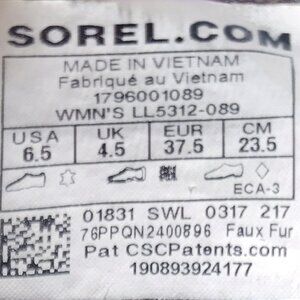 SOREL.COM
MADE IN VIETNAM
Fabriqué au Vietnam
1796001089
WMN'S LL5312-089
USA UK EUR CM
6.5 4.5 37.5 23.5
ECA-3
01831 SWL 0317 217
76PPQN2400896 Faux Fur
Pat CSCPatents.com
190893924177